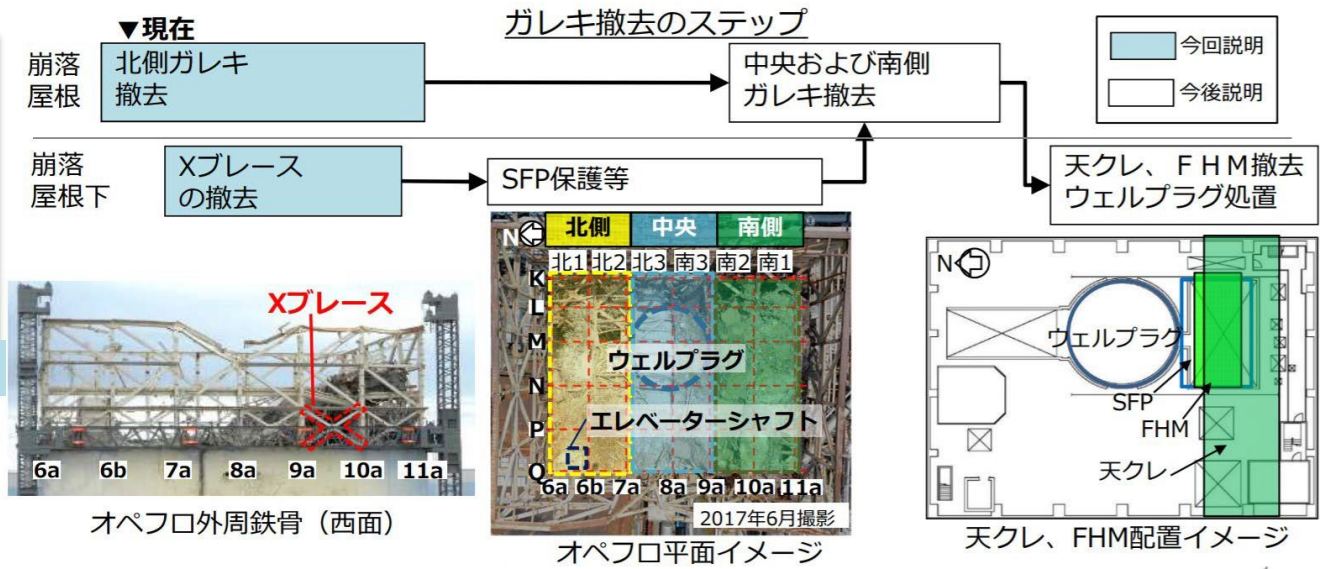 ガレキ撤去のステップ
▼現在
崩落
屋根
北側ガレキ
撤去
中央および南側
ガレキ撤去
今回説明
今後説明
崩落
屋根下
Xブレース
の撤去
SFP保護等
天クレ、ＦＨＭ撤去
ウェルプラグ処置
Xブレース
6a 6b 7a 8a 9a 10a 11a
オペフロ外周鉄骨（西面）
N
北側 中央 南側
北1 北2 北3 南3 南2 南1
K
L
M
ウェルプラグ
N
エレベーターシャフト
P
Q
6a 6b 7a 8a 9a 10a 11a
2017年6月撮影
オペフロ平面イメージ
N
ウェルプラグ
SFP
FHM
天クレ
天クレ、FHM配置イメージ